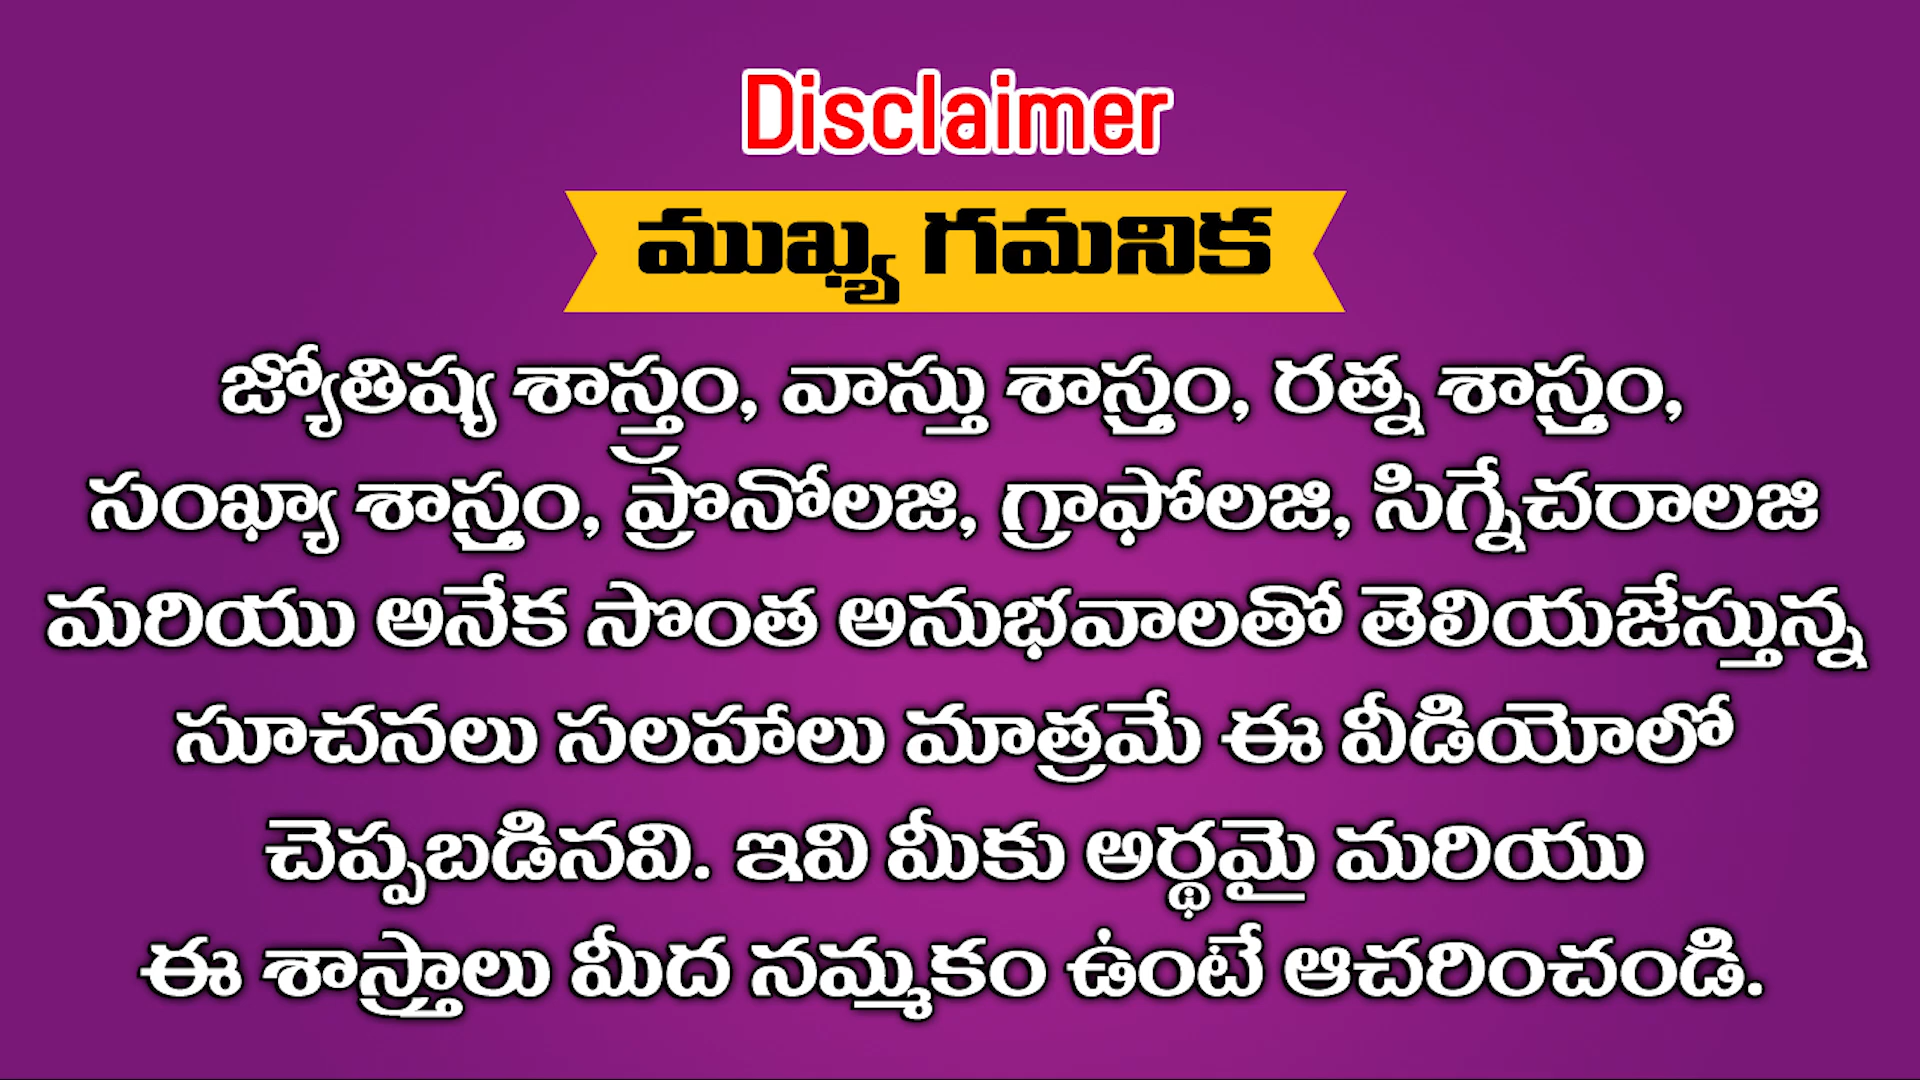 Disclaimer
ముఖ్య గమనిక
జ్యోతిష్య శాస్త్రం, వాస్తు శాస్త్రం, రత్న శాస్త్రం,
సంఖ్యా శాస్త్రం, ప్రొనోలజి, గ్రాఫోలజి, సిగ్నేచరాలజి
మరియు అనేక సొంత అనుభవాలతో తెలియజేస్తున్న
సూచనలు సలహాలు మాత్రమే ఈ వీడియోలో
చెప్పబడినవి. ఇవి మీకు అర్థమై మరియు
ఈ శాస్త్రాలు మీద నమ్మకం ఉంటే ఆచరించండి.